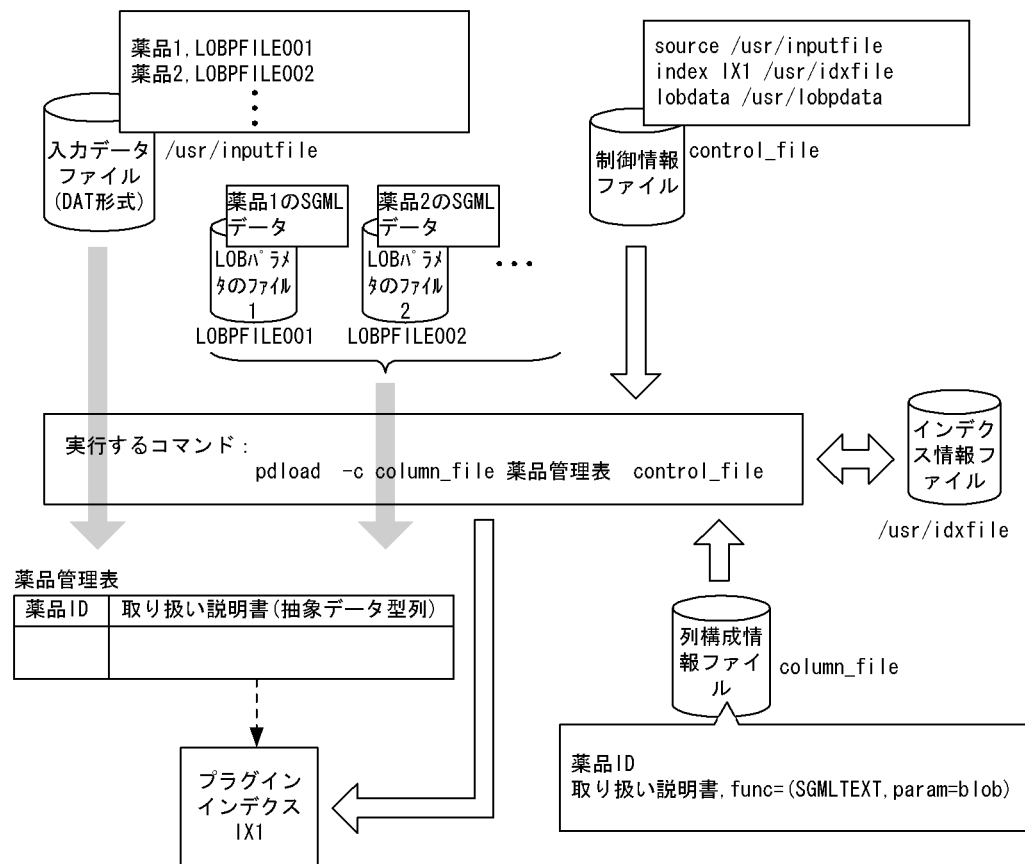 薬品1,LOBPFILE001
薬品2,LOBPFILE002
入力データ
ファイル
(DAT形式)
/usr/inputfile
source /usr/inputfile
index IX1 /usr/idxfile
lobdata /usr/lobpdata
制御情報
ファイル
control_file
薬品1のSGML
データ
LOBパラメ
タのファイル
1
LOBPFILE001
薬品2のSGML
データ
LOBパラメ
タのファイル
2
LOBPFILE002
・・・
実行するコマンド：
pdload -c column_file 薬品管理表 control_file
インデク
ス情報フ
ァイル
/usr/idxfile
薬品管理表
薬品ID 取り扱い説明書(抽象データ型列)
列構成情
報ファイ
ル
column_file
プラグイン
インデクス
IX1
薬品ID
取り扱い説明書,func=(SGMLTEXT,param=blob)